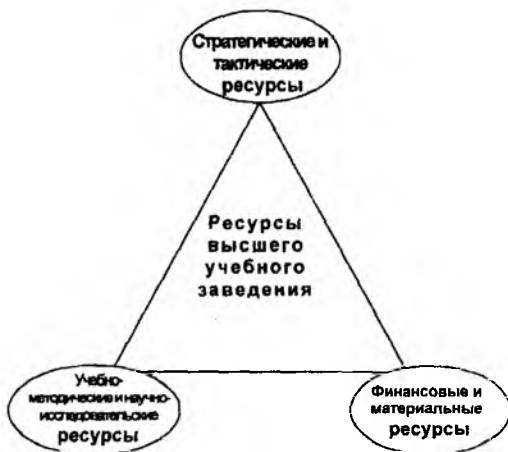 Стратегические и
тактические
ресурсы
Ресурсы
высшего
учебного
заведения
Учебно-
методические и научно-
исследовательские
ресурсы
Финансовые и
материальные
ресурсы